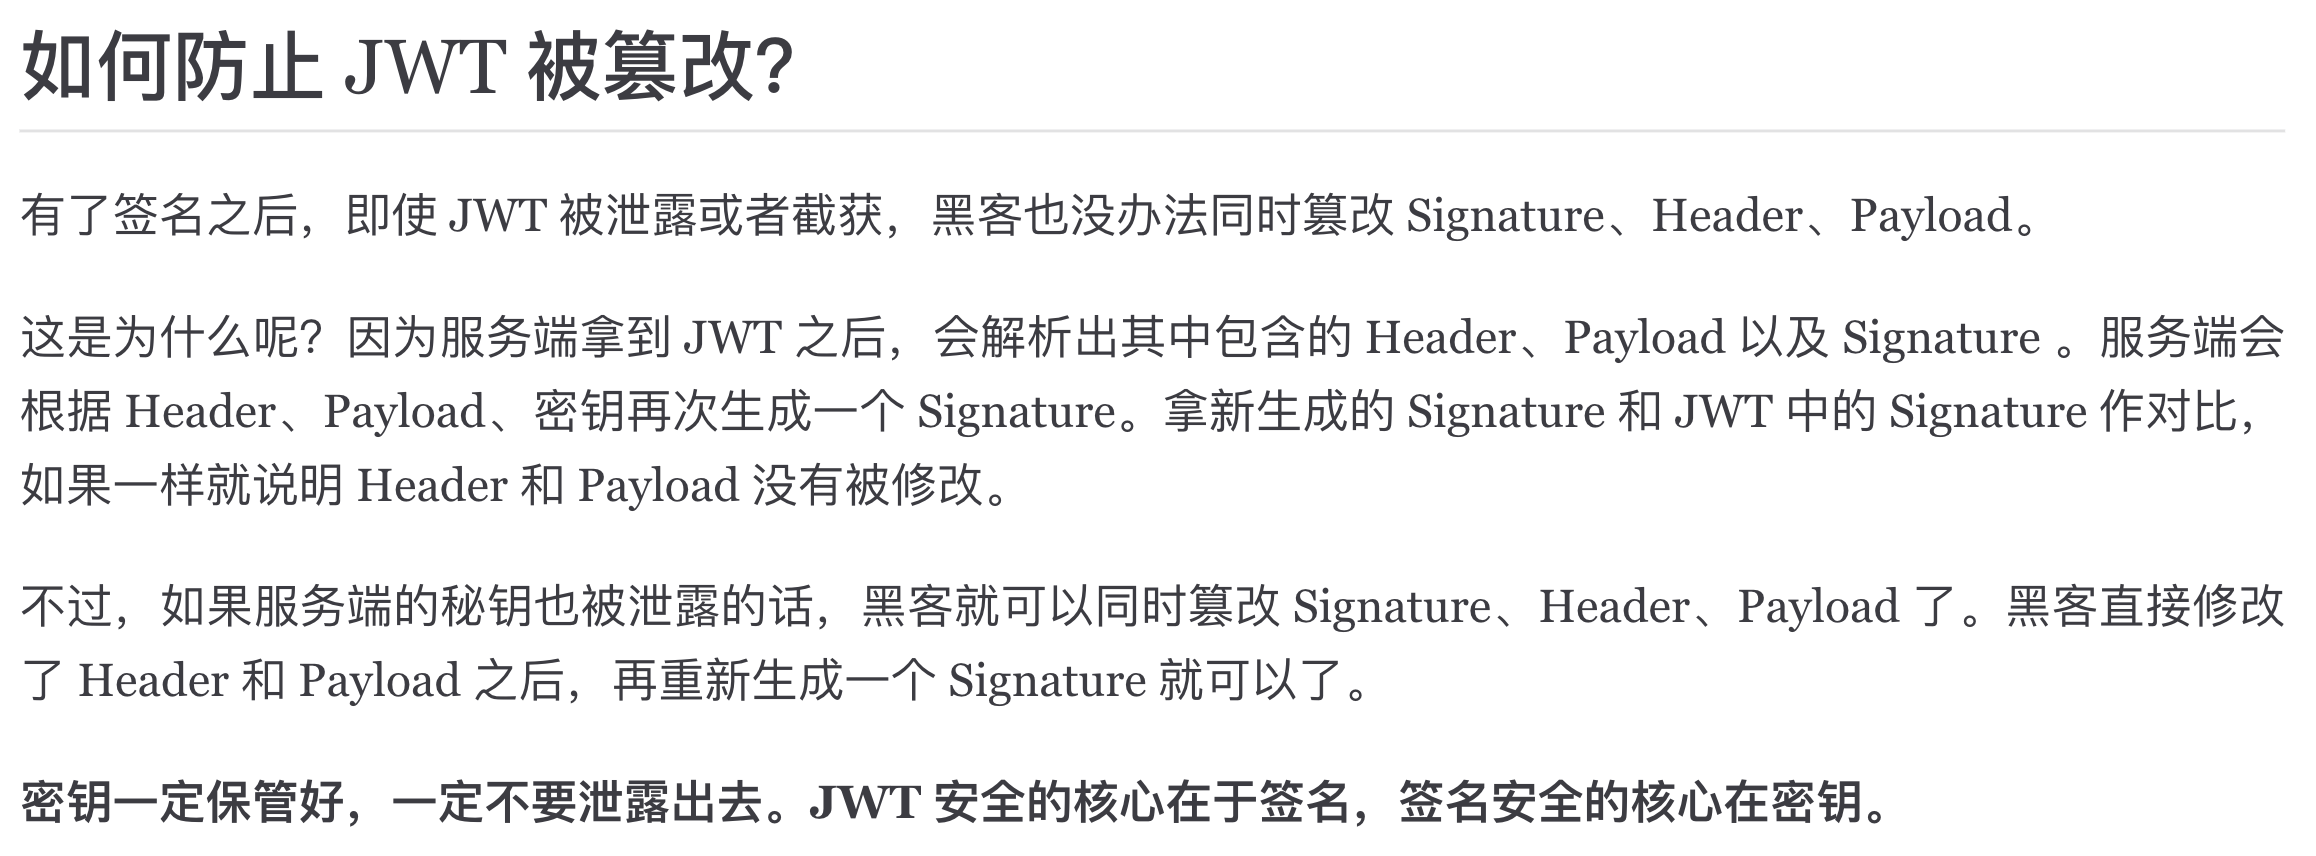 如何防止 JWT 被篡改？
有了签名之后，即使 JWT 被泄露或者截获，黑客也没办法同时篡改 Signature、Header、Payload。
这是为什么呢？因为服务端拿到 JWT 之后，会解析出其中包含的 Header、Payload 以及 Signature 。服务端会
根据 Header、Payload、密钥再次生成一个 Signature。拿新生成的 Signature 和 JWT 中的 Signature 作对比，
如果一样就说明 Header 和 Payload 没有被修改。
不过，如果服务端的秘钥也被泄露的话，黑客就可以同时篡改 Signature、Header、Payload 了。黑客直接修改
了 Header 和 Payload 之后，再重新生成一个 Signature 就可以了。
密钥一定保管好，一定不要泄露出去。JWT 安全的核心在于签名，签名安全的核心在密钥。